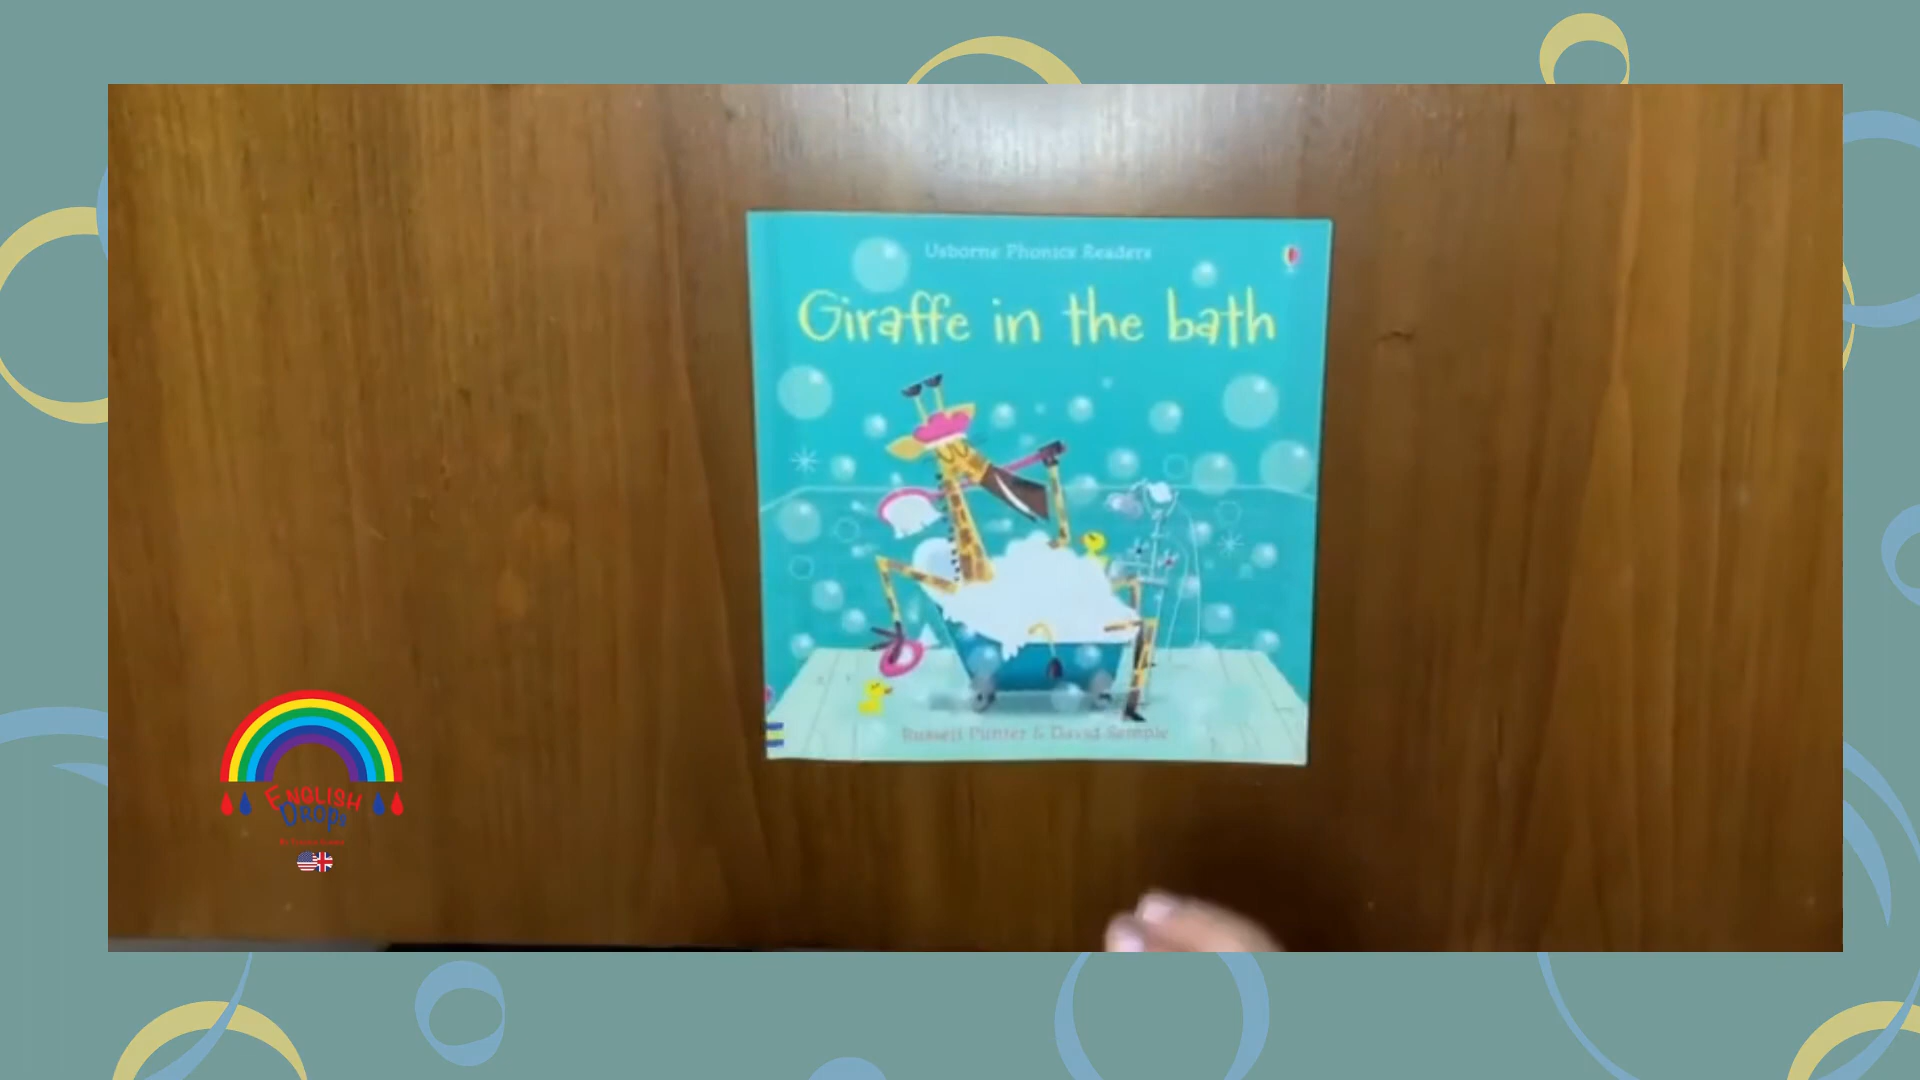 Usborne Phonics Readers
Giraffe in the bath
Russell Punter & David Semple
ENGLISH
DROPS